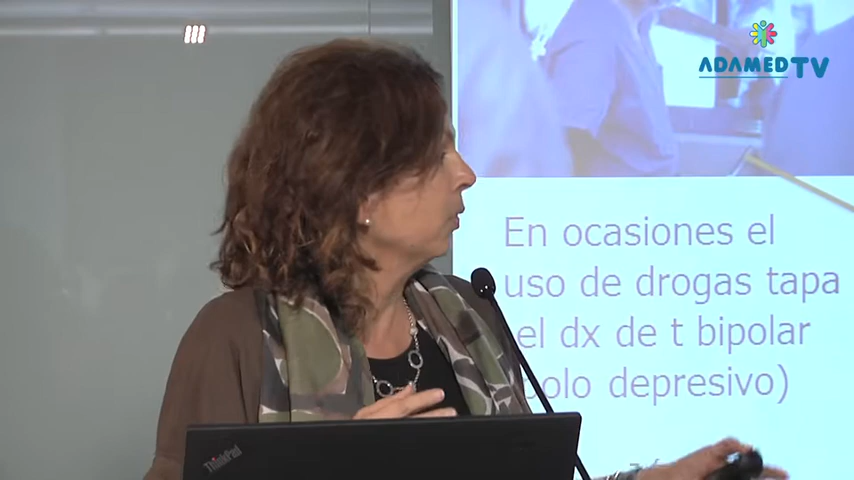 ADAMEDTV
En ocasiones el
uso de drogas tapa
el dx de t bipolar
polo depresivo)
ThinkPad